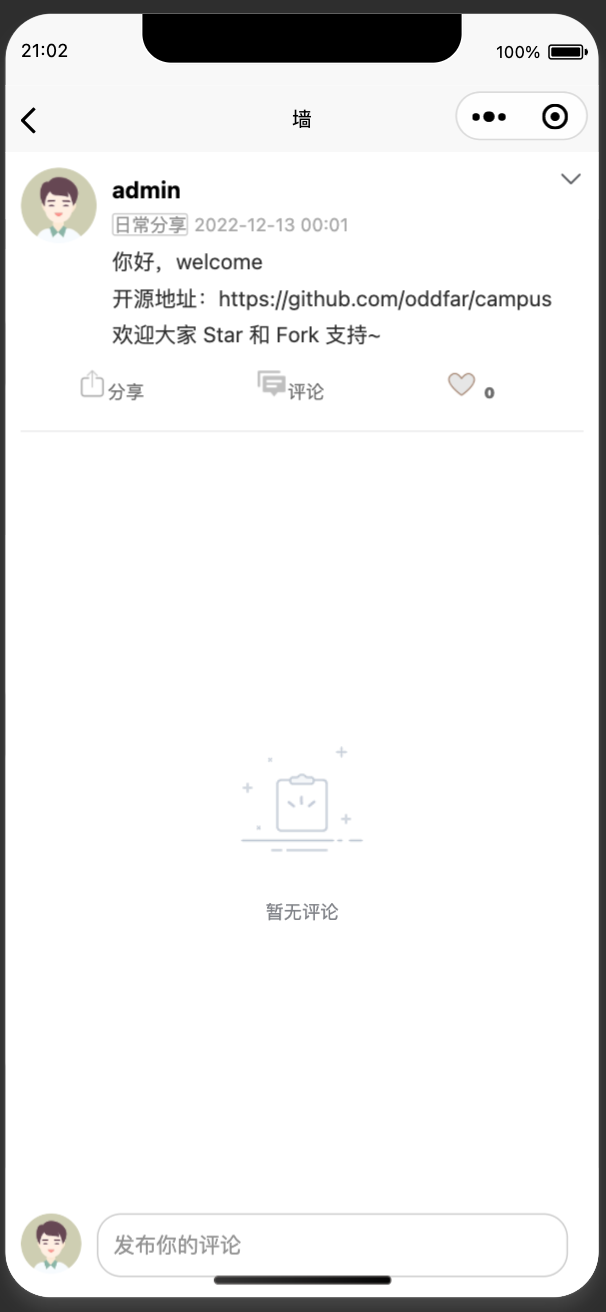 21:02 100%
墙
admin
日常分享 2022-12-13 00:01
你好，welcome
开源地址：https://github.com/oddfar/campus
欢迎大家 Star 和 Fork 支持~
分享 评论 0
暂无评论
发布你的评论